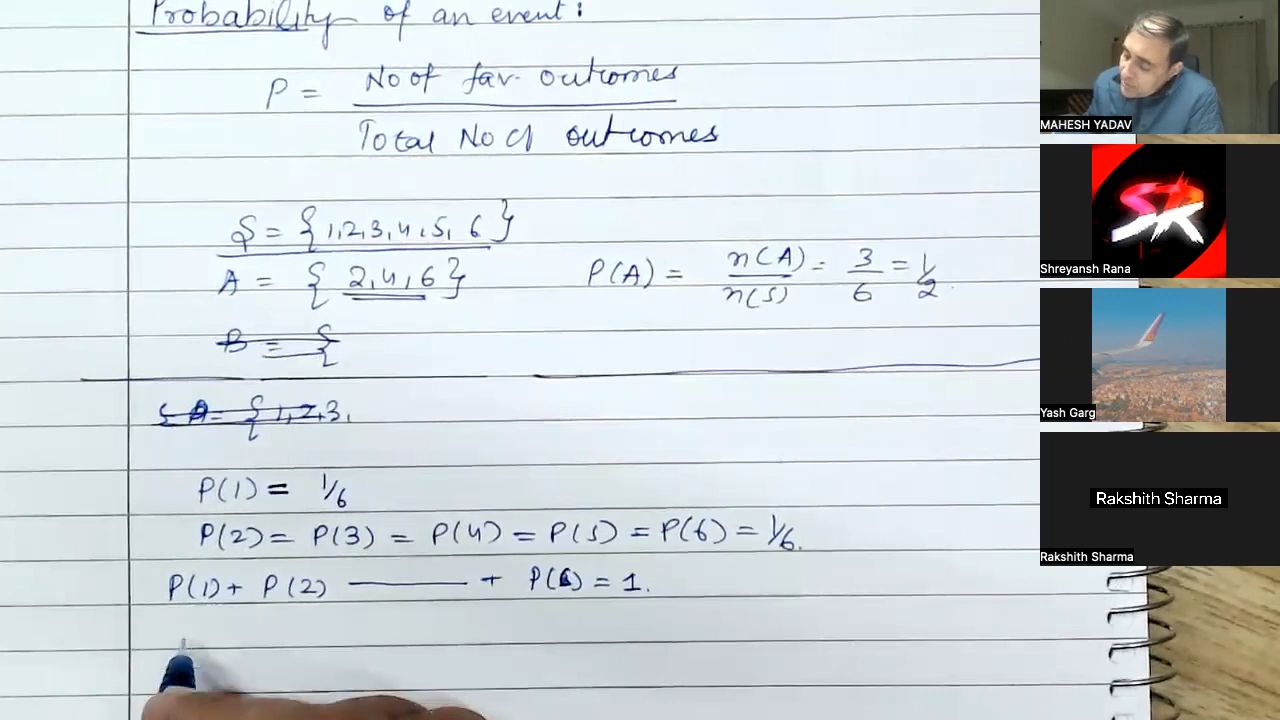 Probability of an event:
P = No of fav. outcomes
Total No of outcomes
S = {1,2,3,4,5,6}
A = {2,4,6} P(A) = n(A)/n(S) = 3/6 = 1/2.
B = {
A = {1,2,3,
P(1) = 1/6
P(2) = P(3) = P(4) = P(5) = P(6) = 1/6.
P(1) + P(2) ——— + P(6) = 1.
MAHESH YADAV
SR
Shreyansh Rana
Yash Garg
Rakshith Sharma
Rakshith Sharma